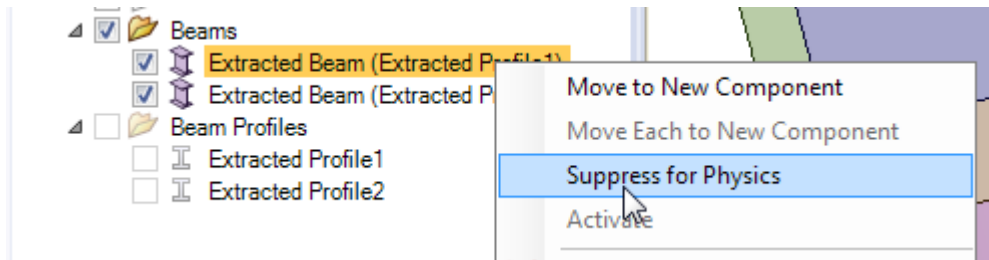 Beams
Extracted Beam (Extracted Profile1)
Extracted Beam (Extracted P
Beam Profiles
Extracted Profile1
Extracted Profile2
Move to New Component
Move Each to New Component
Suppress for Physics
Activate